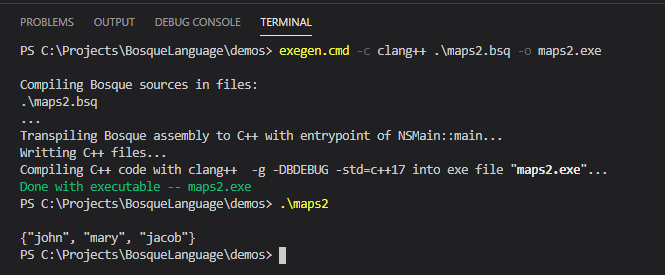 PROBLEMS OUTPUT DEBUG CONSOLE TERMINAL
PS C:\Projects\BosqueLanguage\demos> exegen.cmd -c clang++ .\maps2.bsq -o maps2.exe
Compiling Bosque sources in files:
.\maps2.bsq
...
Transpiling Bosque assembly to C++ with entrypoint of NSMain::main...
Writting C++ files...
Compiling C++ code with clang++  -g -DBDEBUG -std=c++17 into exe file "maps2.exe"...
Done with executable -- maps2.exe
PS C:\Projects\BosqueLanguage\demos> .\maps2
{"john", "mary", "jacob"}
PS C:\Projects\BosqueLanguage\demos>